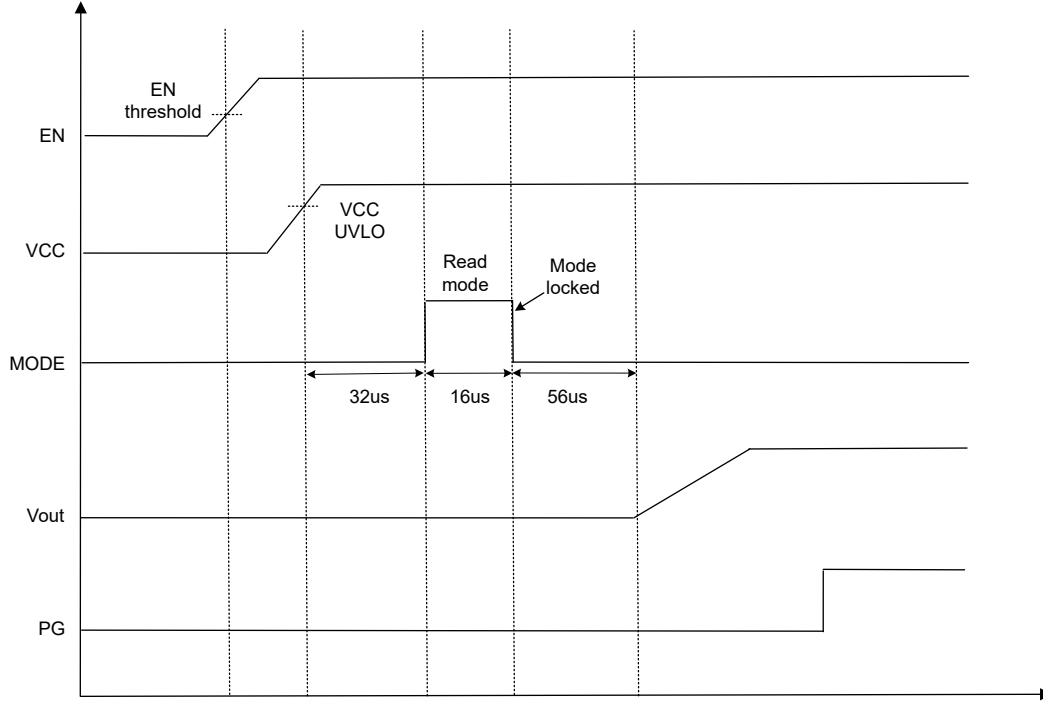 EN
threshold
EN
VCC
UVLO
VCC
Read
mode
Mode
locked
MODE
32us
16us
56us
Vout
PG